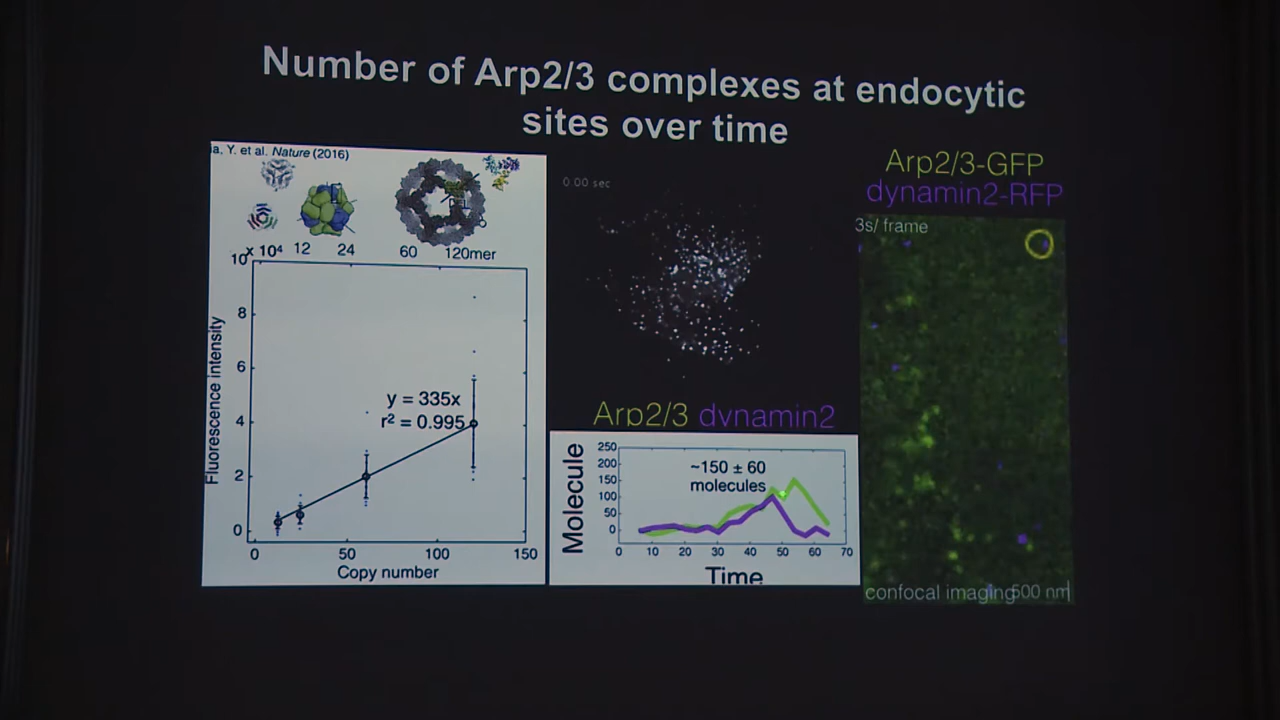 Number of Arp2/3 complexes at endocytic
sites over time
a, Y. et al. Nature (2016)
12 24 60 120mer
10 x 10⁴
8
6
4
2
0
Fluorescence intensity
y = 335x
r² = 0.995
0 50 100 150
Copy number
0.00 sec
Arp2/3 dynamin2
Molecule
250
200
150
100
50
0
~150 ± 60
molecules
0 10 20 30 40 50 60 70
Time
Arp2/3-GFP
dynamin2-RFP
3s/ frame
confocal imaging
500 nm